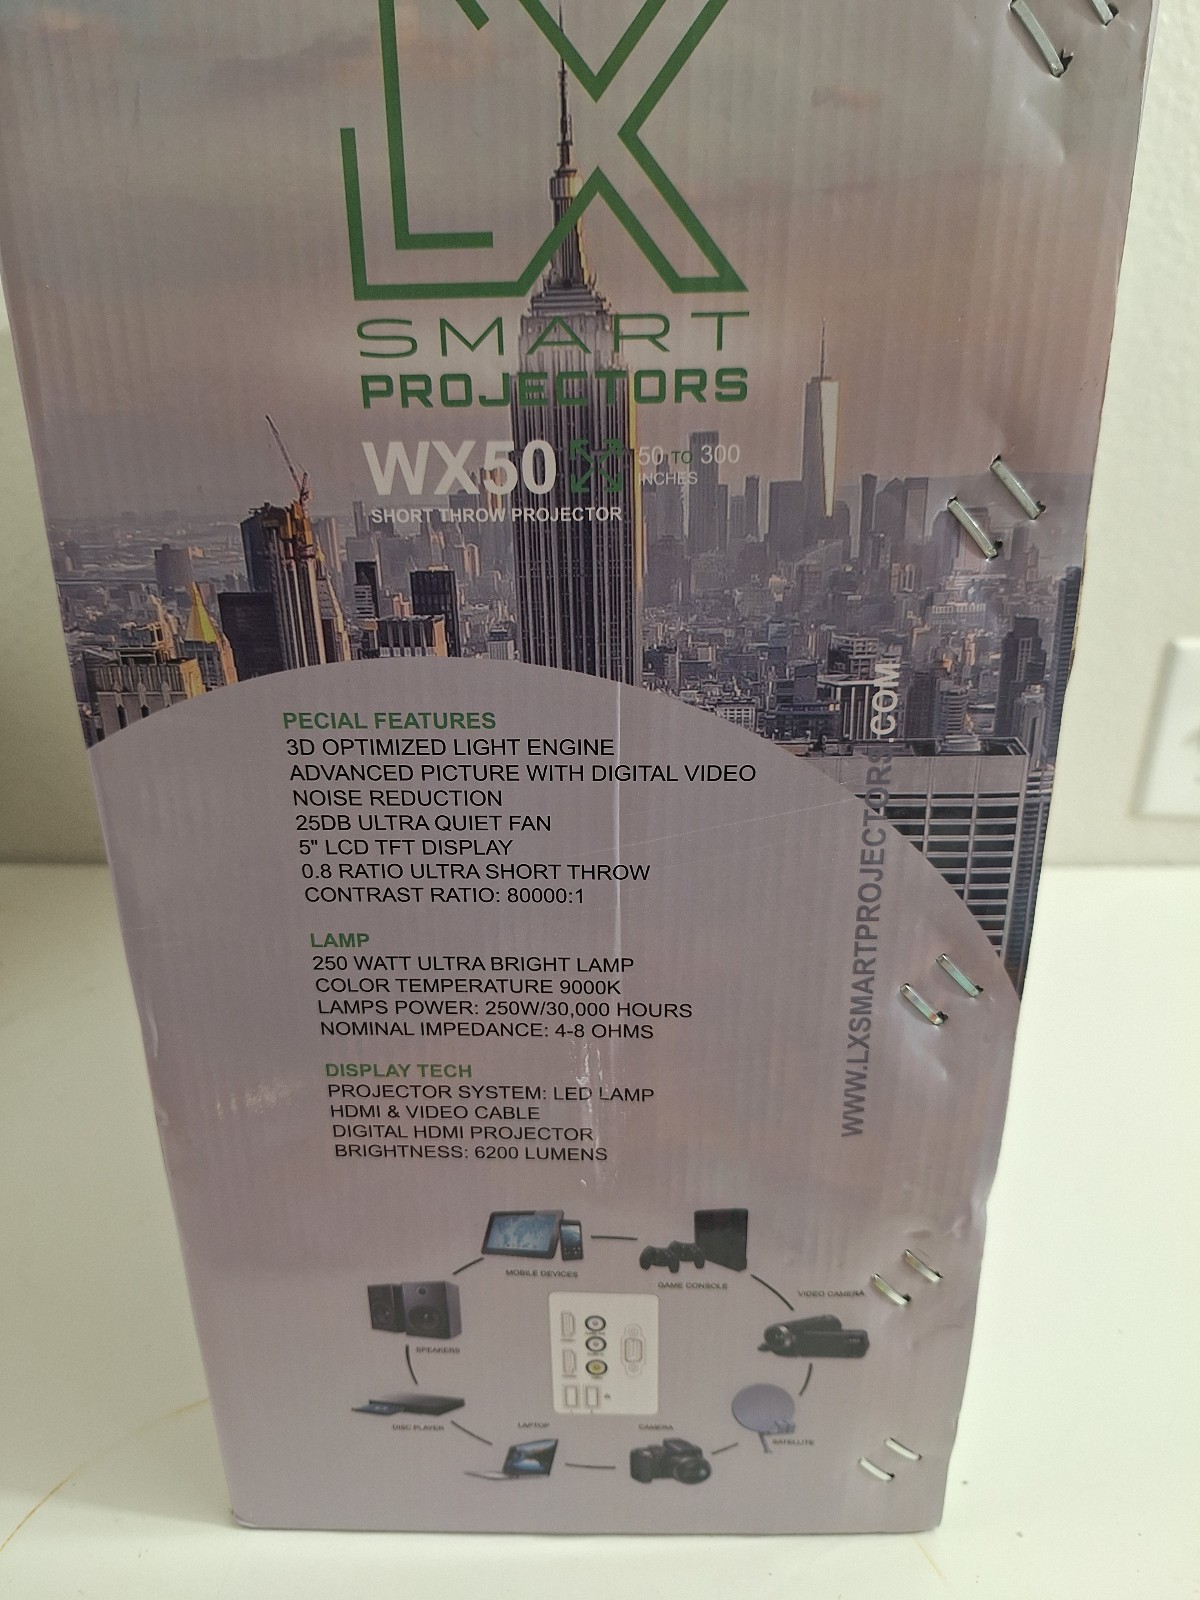 LX
SMART
PROJECTORS
WX50
50 TO 300
INCHES
SHORT THROW PROJECTOR
PECIAL FEATURES
3D OPTIMIZED LIGHT ENGINE
ADVANCED PICTURE WITH DIGITAL VIDEO
NOISE REDUCTION
25DB ULTRA QUIET FAN
5" LCD TFT DISPLAY
0.8 RATIO ULTRA SHORT THROW
CONTRAST RATIO: 80000:1
LAMP
250 WATT ULTRA BRIGHT LAMP
COLOR TEMPERATURE 9000K
LAMPS POWER: 250W/30,000 HOURS
NOMINAL IMPEDANCE: 4-8 OHMS
DISPLAY TECH
PROJECTOR SYSTEM: LED LAMP
HDMI & VIDEO CABLE
DIGITAL HDMI PROJECTOR
BRIGHTNESS: 6200 LUMENS
WWW.LXSMARTPROJECTORS.COM
MOBILE DEVICES
GAME CONSOLE
VIDEO CAMERA
SPEAKERS
DISC PLAYER
LAPTOP
CAMERA
SATELLITE